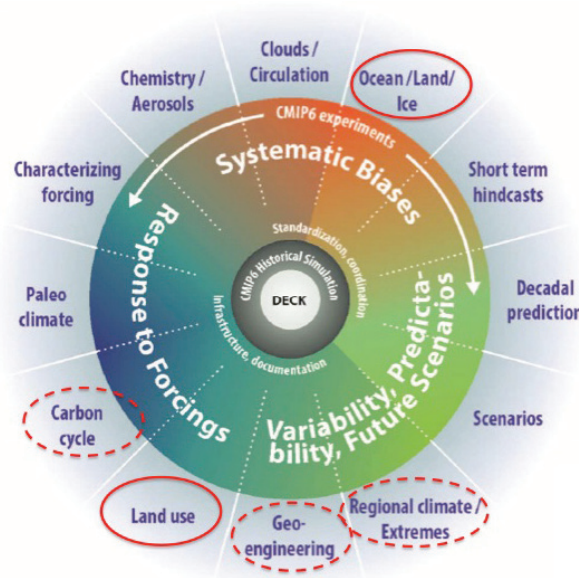 Clouds /
Circulation
Ocean /Land/
Ice
Short term
hindcasts
Decadal
prediction
Scenarios
Regional climate /
Extremes
Geo-
engineering
Land use
Carbon
cycle
Paleo
climate
Characterizing
forcing
Chemistry /
Aerosols
CMIP6 experiments
Systematic Biases
Variability, Predicta-
bility, Future Scenarios
Response to Forcings
Standardization, coordination
Infrastructure, documentation
CMIP6 Historical Simulation
DECK